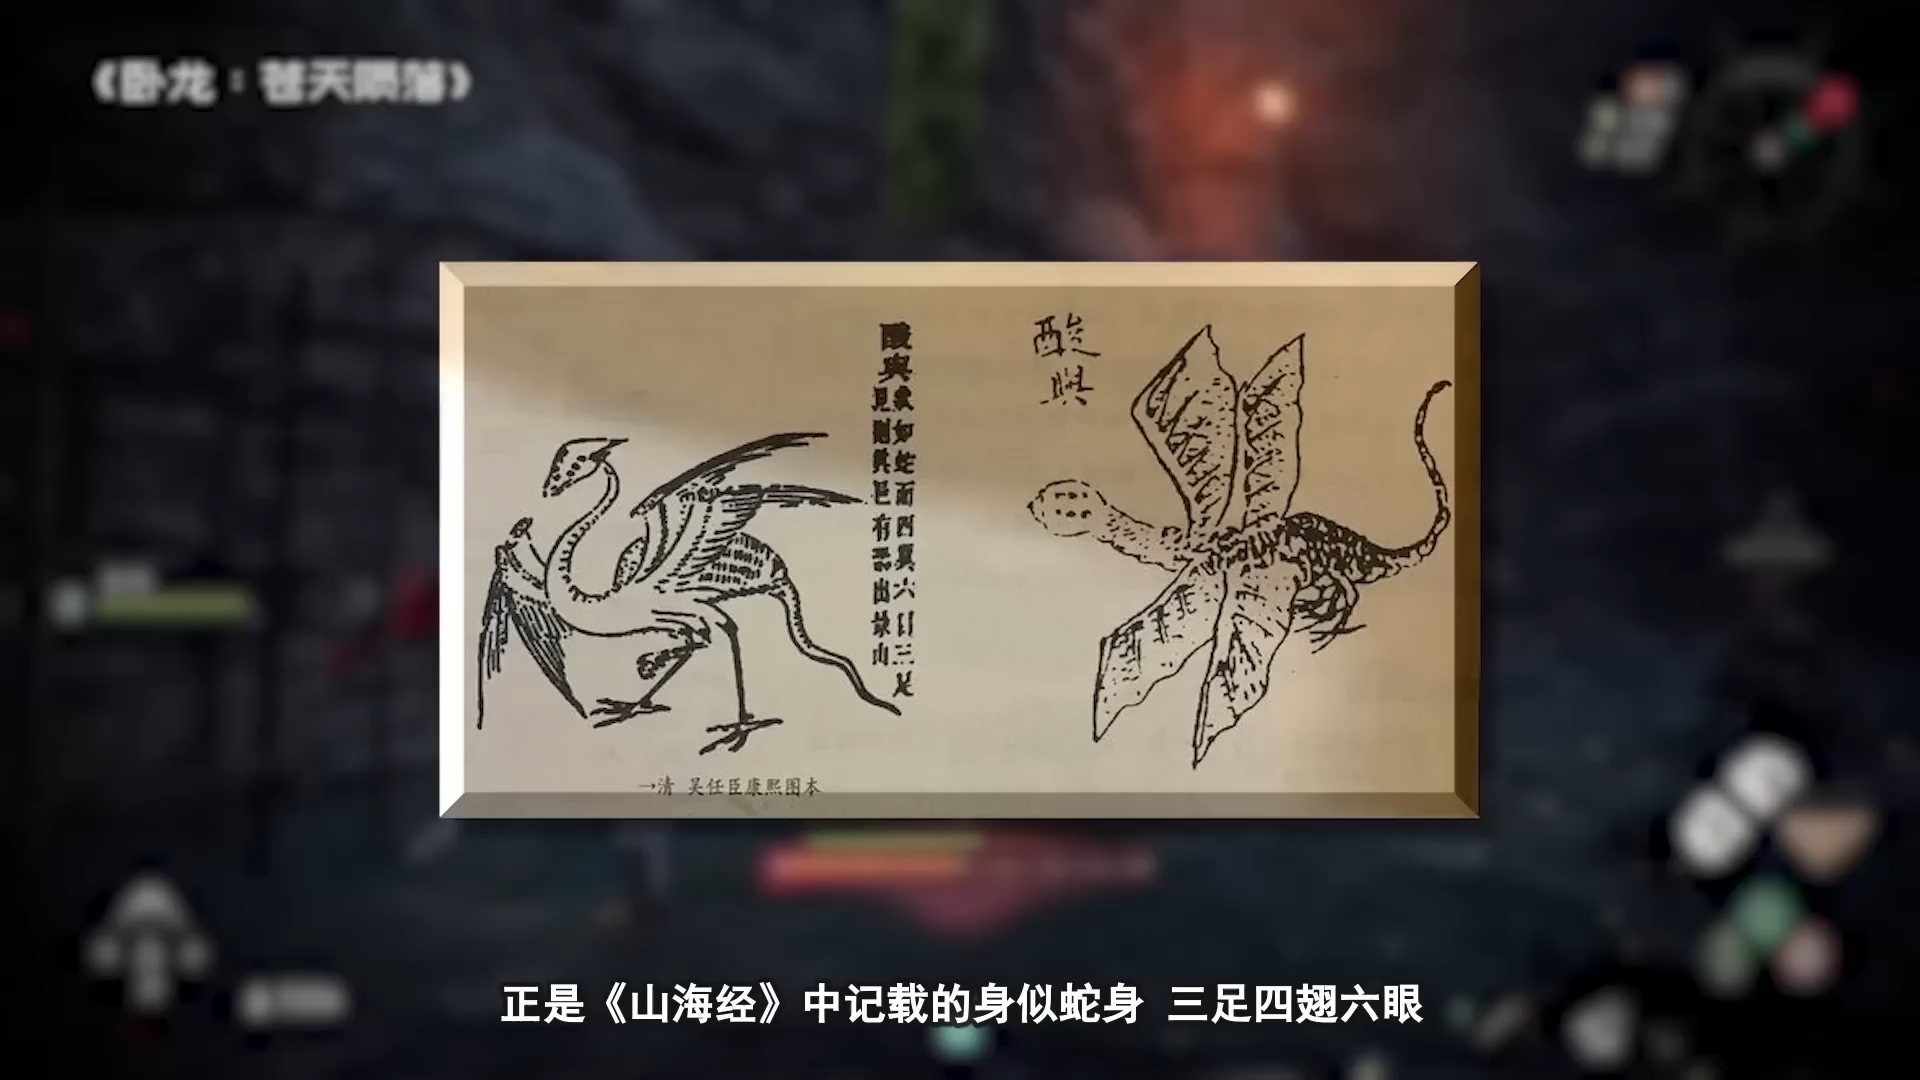 《卧龙：苍天陨落》
酸與
狀如蛇而四翼六目三足
見則其邑有恐出景山
酸與
→清 吴任臣康熙图本
正是《山海经》中记载的身似蛇身 三足四翅六眼